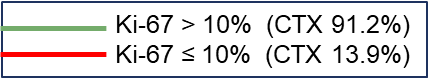 Ki-67 > 10% (CTX 91.2%)
Ki-67 ≤ 10% (CTX 13.9%)